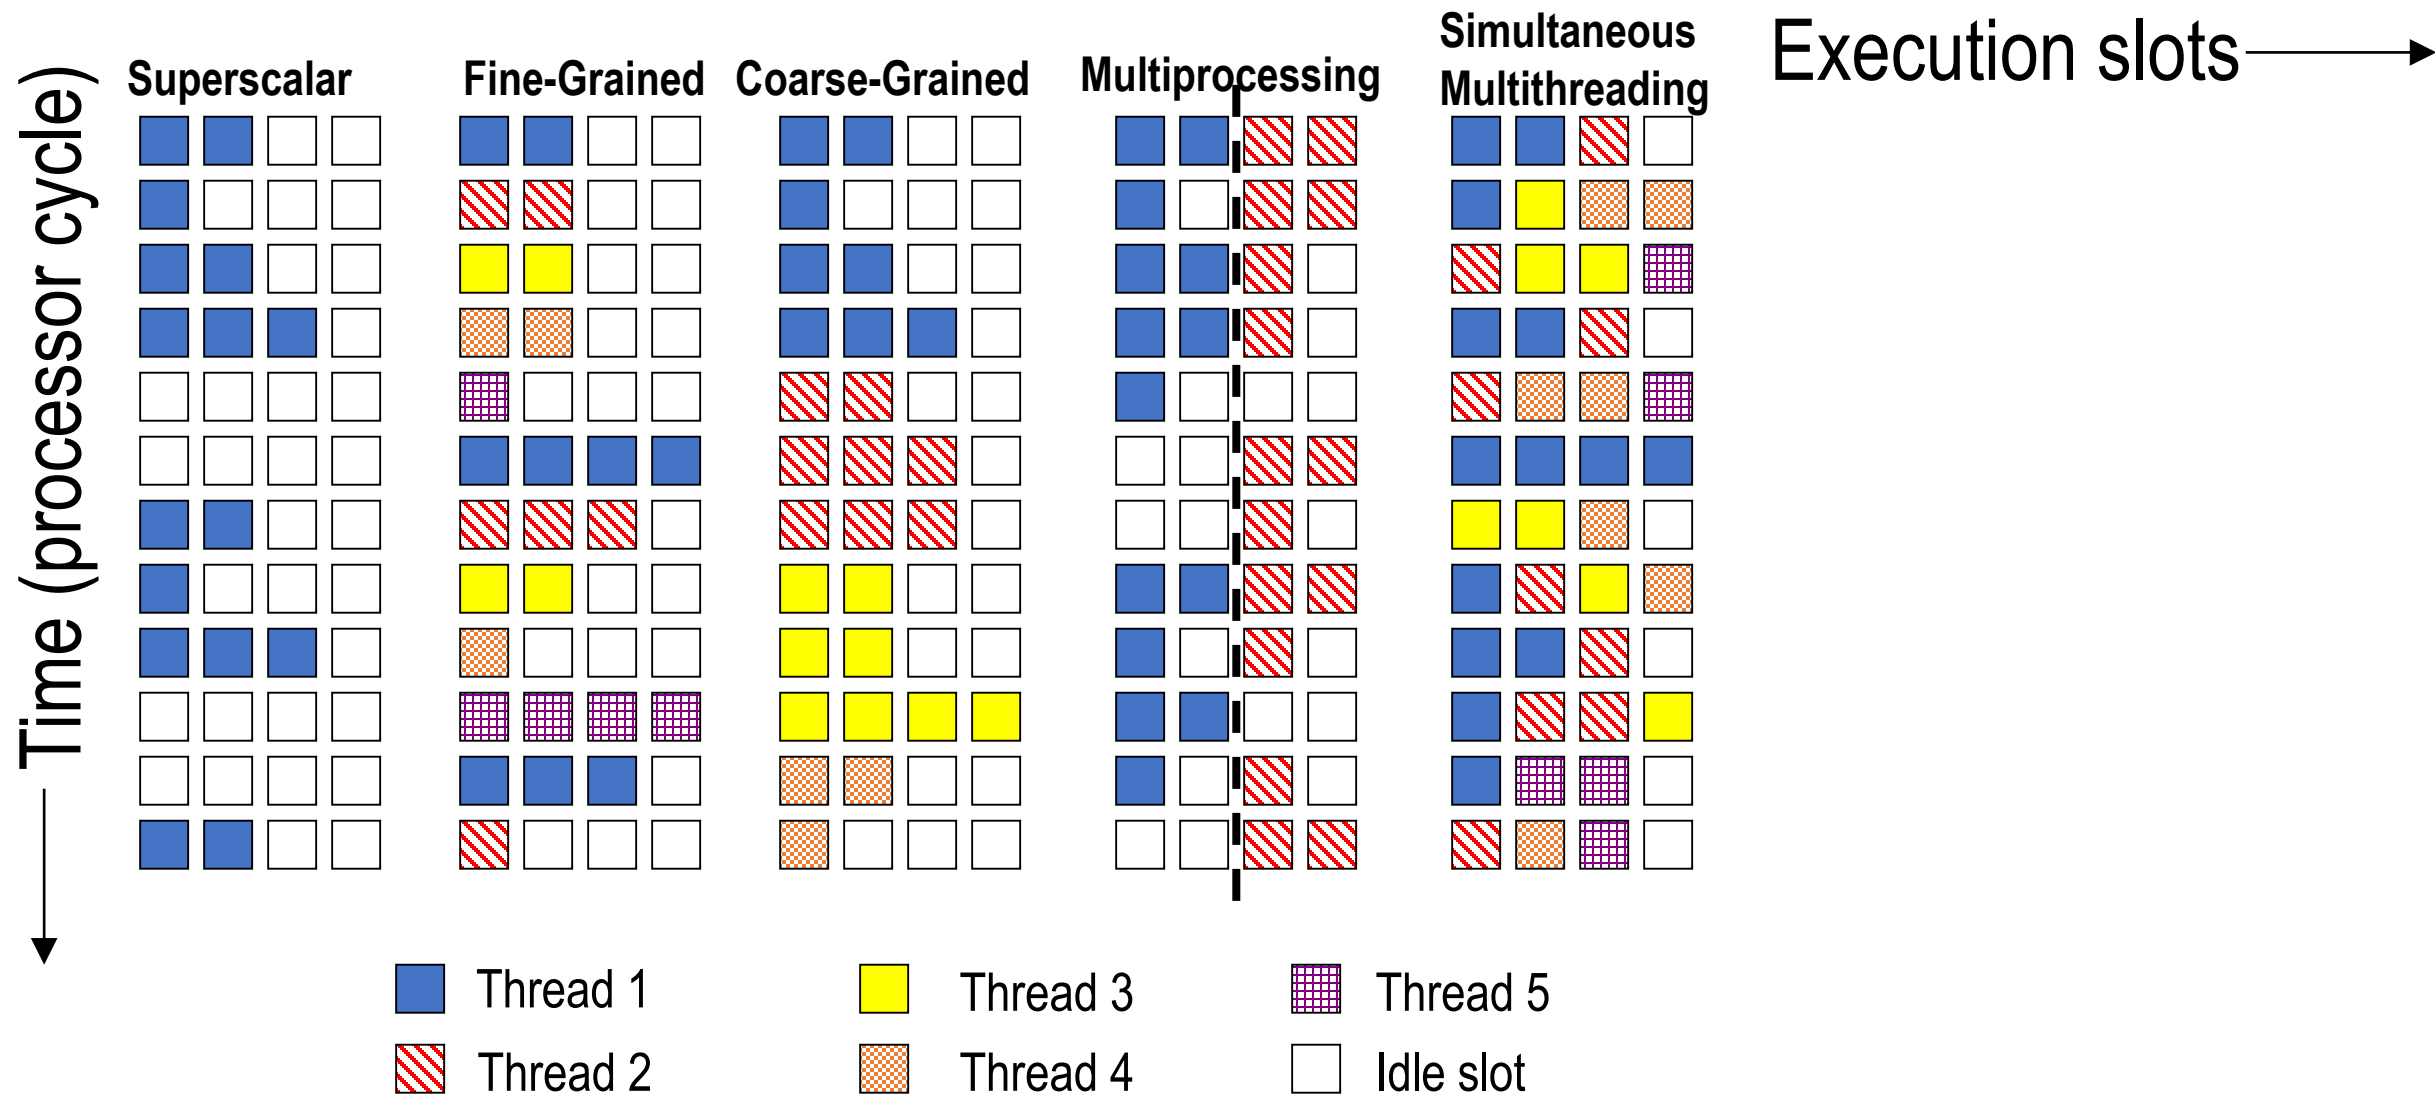 Superscalar
Fine-Grained
Coarse-Grained
Multiprocessing
Simultaneous
Multithreading
Execution slots
Time (processor cycle)
Thread 1
Thread 3
Thread 5
Thread 2
Thread 4
Idle slot